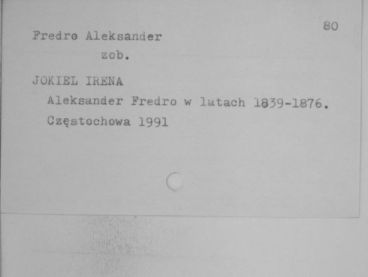 80
Fredro Aleksander
zob.
JOKIEL IRENA
Aleksander Fredro w latach 1839-1876.
Częstochowa 1991